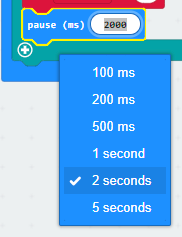 pause (ms) 2000
100 ms
200 ms
500 ms
1 second
2 seconds
5 seconds